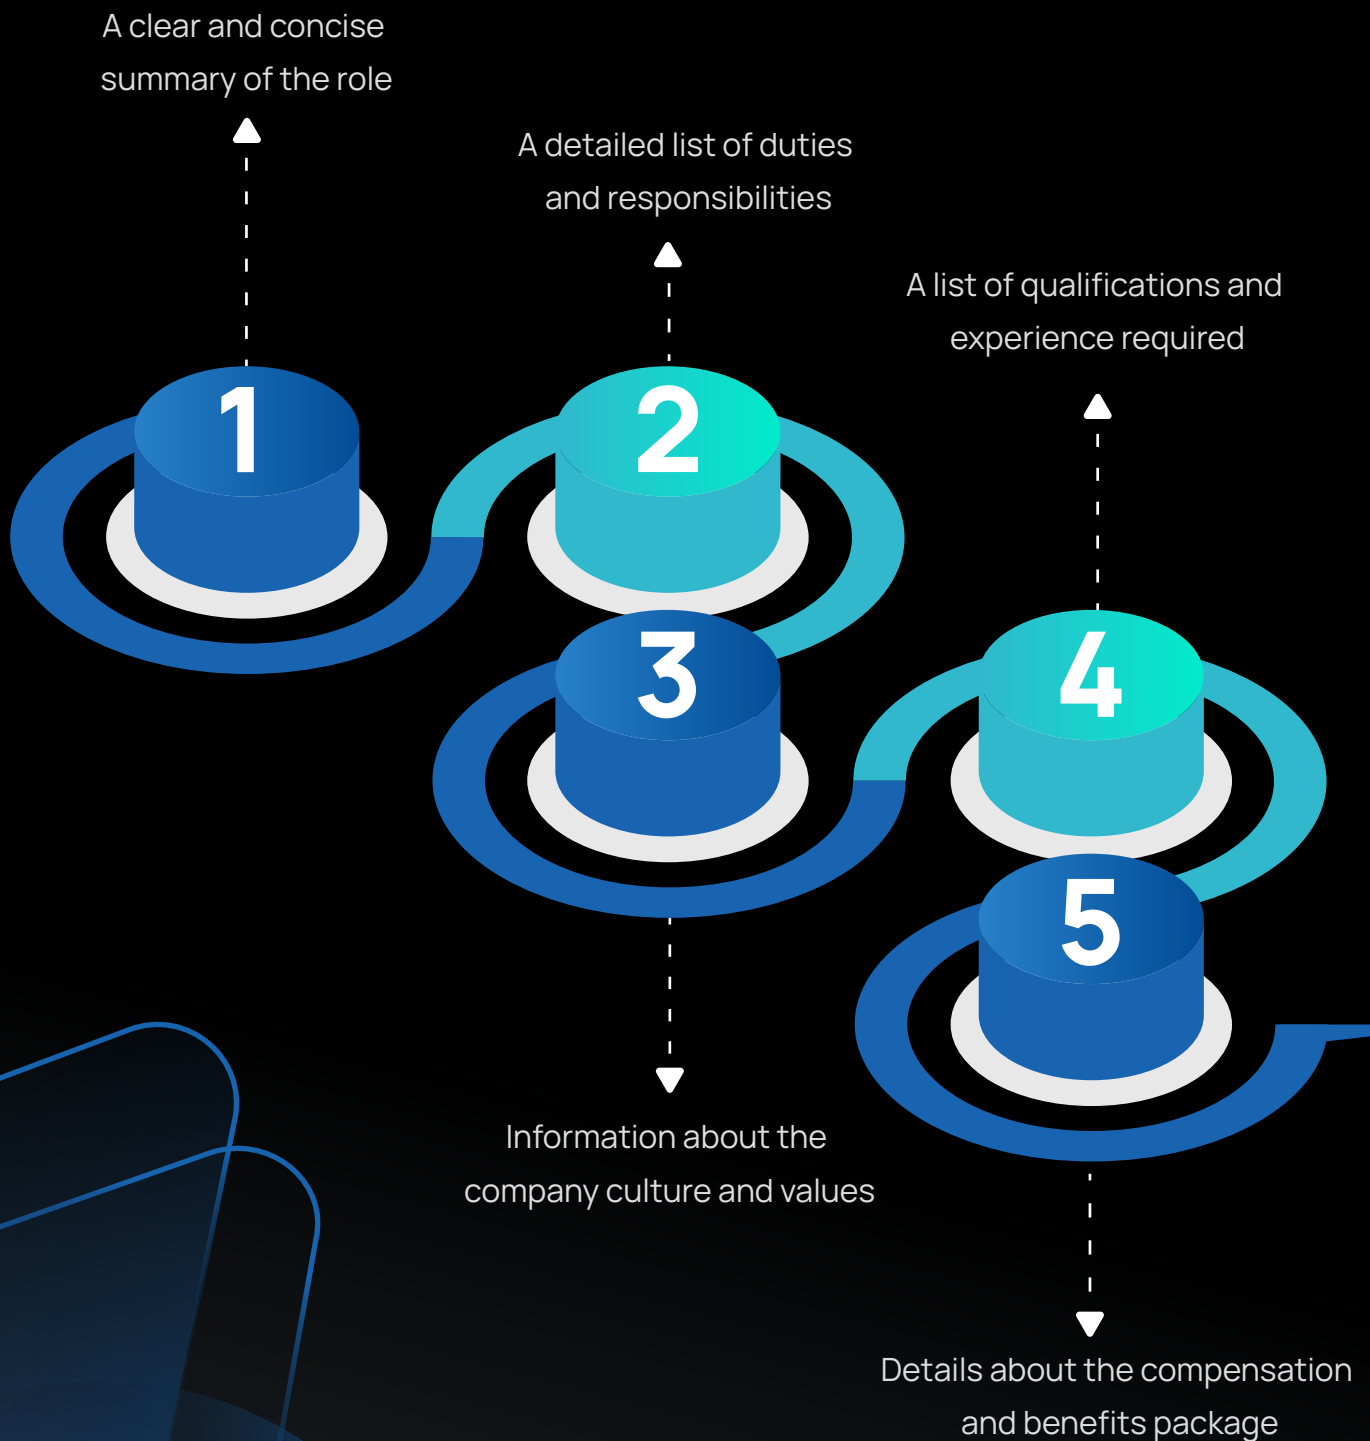 A clear and concise
summary of the role
1
A detailed list of duties
and responsibilities
2
3
Information about the
company culture and values
A list of qualifications and
experience required
4
5
Details about the compensation
and benefits package